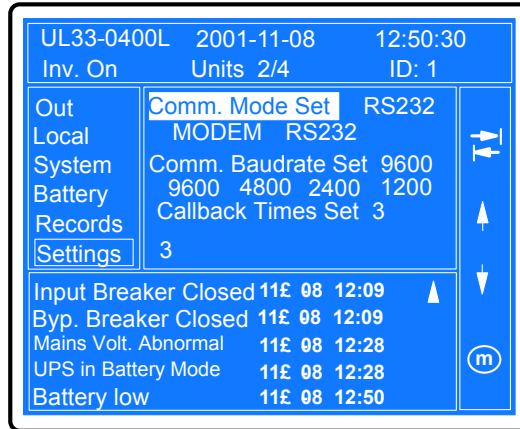 UL33-0400L 2001-11-08 12:50:30
Inv. On Units 2/4 ID: 1
Out
Local
System
Battery
Records
Settings
Comm. Mode Set RS232
MODEM RS232
Comm. Baudrate Set 9600
9600 4800 2400 1200
Callback Times Set 3
3
Input Breaker Closed 11£ 08 12:09
Byp. Breaker Closed 11£ 08 12:09
Mains Volt. Abnormal 11£ 08 12:28
UPS in Battery Mode 11£ 08 12:28
Battery low 11£ 08 12:50
m